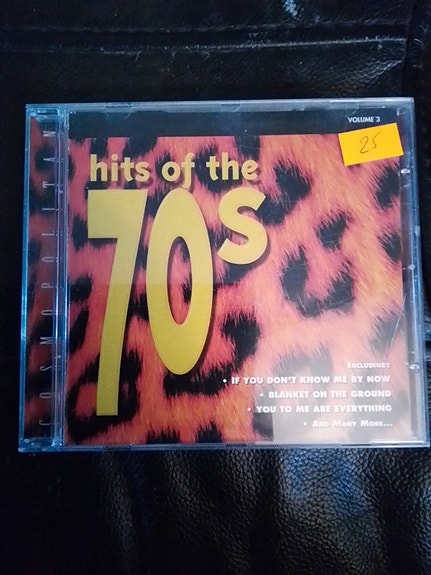 VOLUME 3
25
hits of the
70s
COSMOPOLITAN
INCLUDING:
• IF YOU DON'T KNOW ME BY NOW
• BLANKET ON THE GROUND
• YOU TO ME ARE EVERYTHING
• AND MANY MORE...